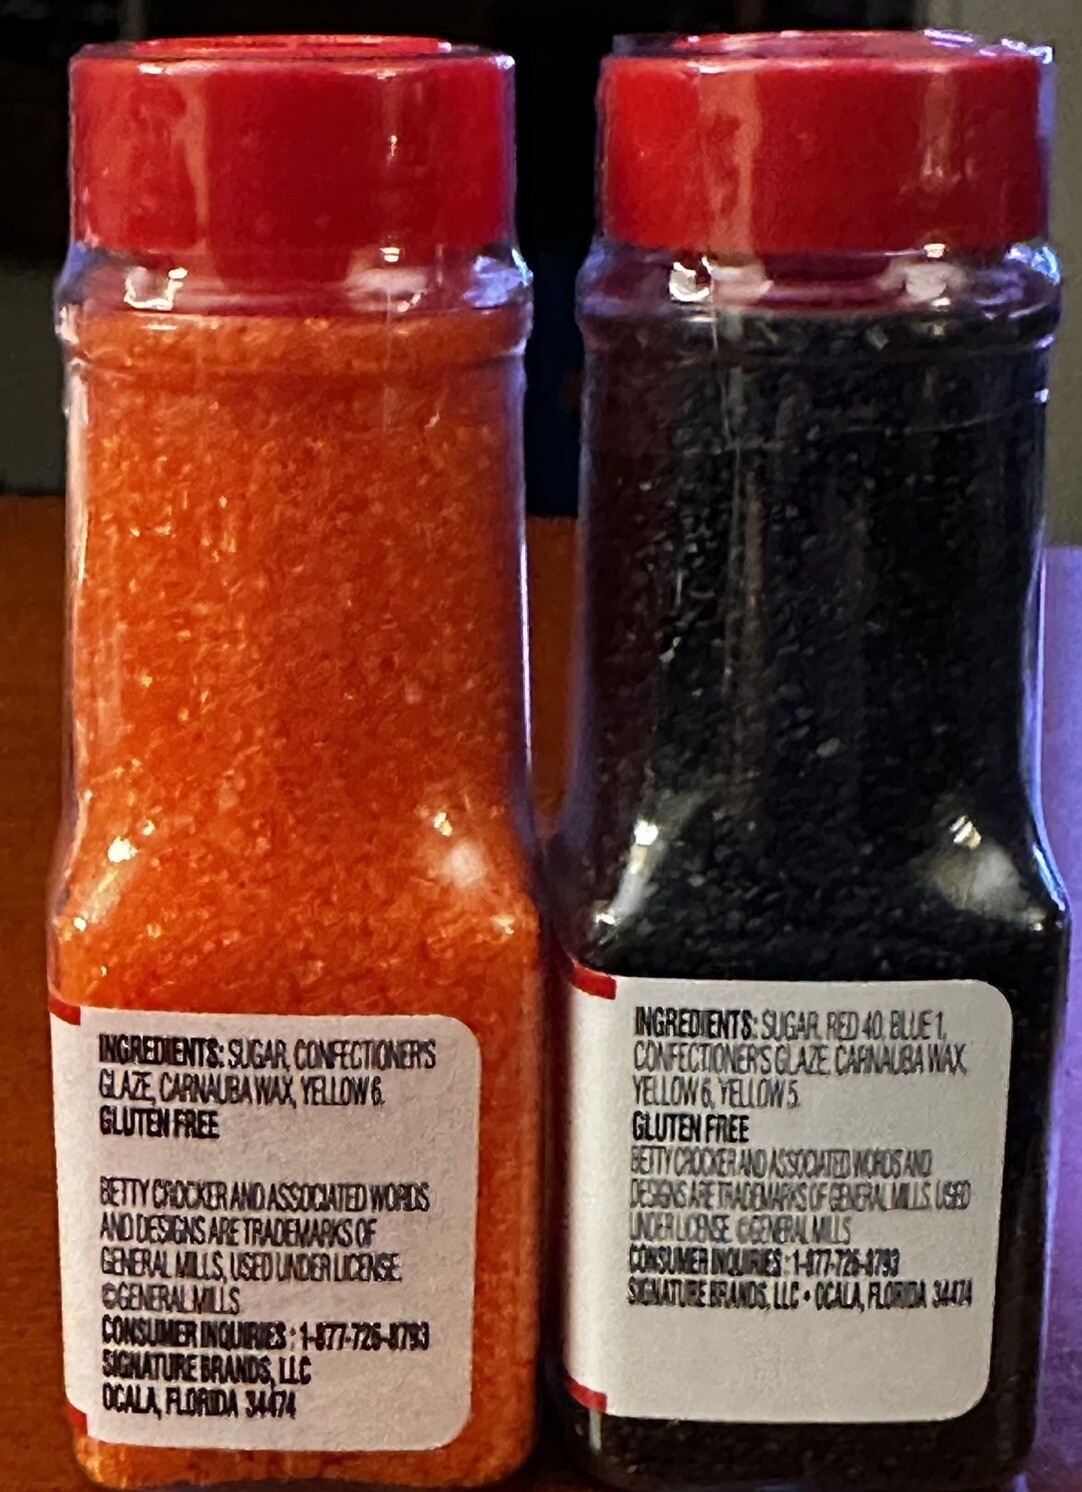 INGREDIENTS: SUGAR, CONFECTIONER'S
GLAZE, CARNAUBA WAX, YELLOW 6.
GLUTEN FREE
BETTY CROCKER AND ASSOCIATED WORDS
AND DESIGNS ARE TRADEMARKS OF
GENERAL MILLS, USED UNDER LICENSE.
©GENERAL MILLS
CONSUMER INQUIRIES : 1-877-726-8793
SIGNATURE BRANDS, LLC
OCALA, FLORIDA 34474
INGREDIENTS: SUGAR, RED 40, BLUE 1,
CONFECTIONER'S GLAZE, CARNAUBA WAX,
YELLOW 6, YELLOW 5.
GLUTEN FREE
BETTY CROCKER AND ASSOCIATED WORDS AND
DESIGNS ARE TRADEMARKS OF GENERAL MILLS, USED
UNDER LICENSE. ©GENERAL MILLS
CONSUMER INQUIRIES : 1-877-726-8793
SIGNATURE BRANDS, LLC • OCALA, FLORIDA 34474